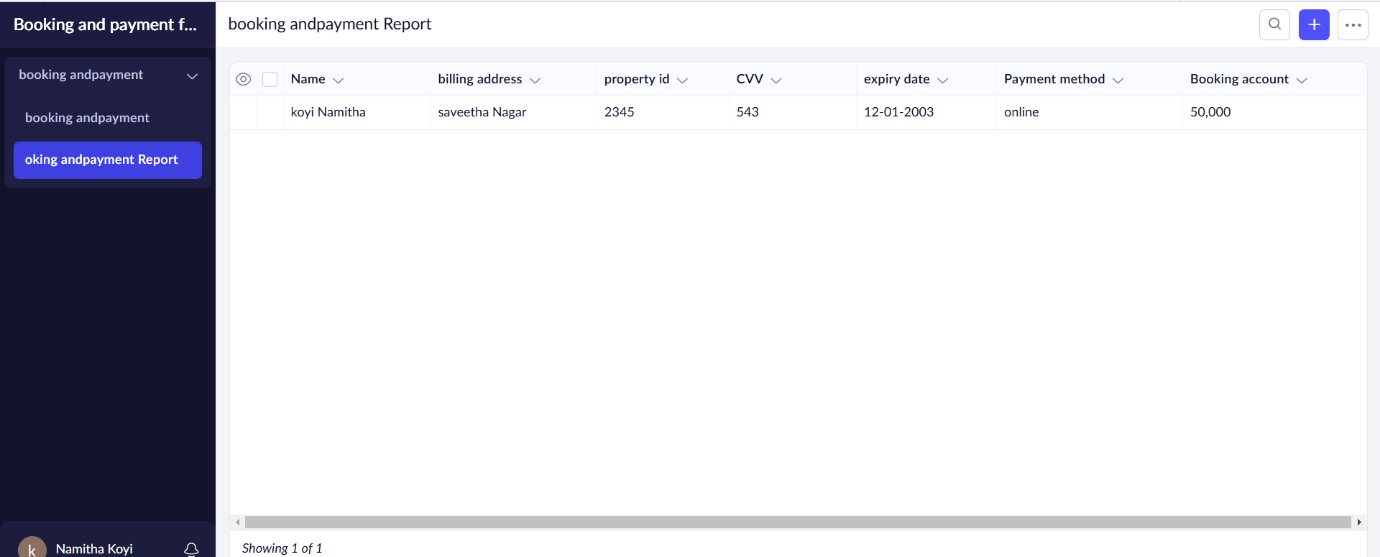 Booking and payment f...
booking andpayment
booking andpayment
oking andpayment Report
k
Namitha Koyi
booking andpayment Report
Name billing address property id CVV expiry date Payment method Booking account
koyi Namitha saveetha Nagar 2345 543 12-01-2003 online 50,000
Showing 1 of 1